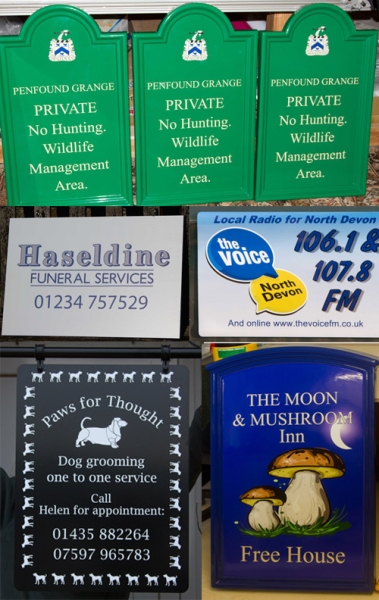 PENFOUND GRANGE
PRIVATE
No Hunting.
Wildlife
Management
Area.
PENFOUND GRANGE
PRIVATE
No Hunting.
Wildlife
Management
Area.
PENFOUND GRANGE
PRIVATE
No Hunting.
Wildlife
Management
Area.
Haseldine
FUNERAL SERVICES
01234 757529
Local Radio for North Devon
the
Voice
North
Devon
106.1 &
107.8
FM
And online www.thevoicefm.co.uk
Paws for Thought
Dog grooming
one to one service
Call
Helen for appointment:
01435 882264
07597 965783
THE MOON
& MUSHROOM
Inn
Free House